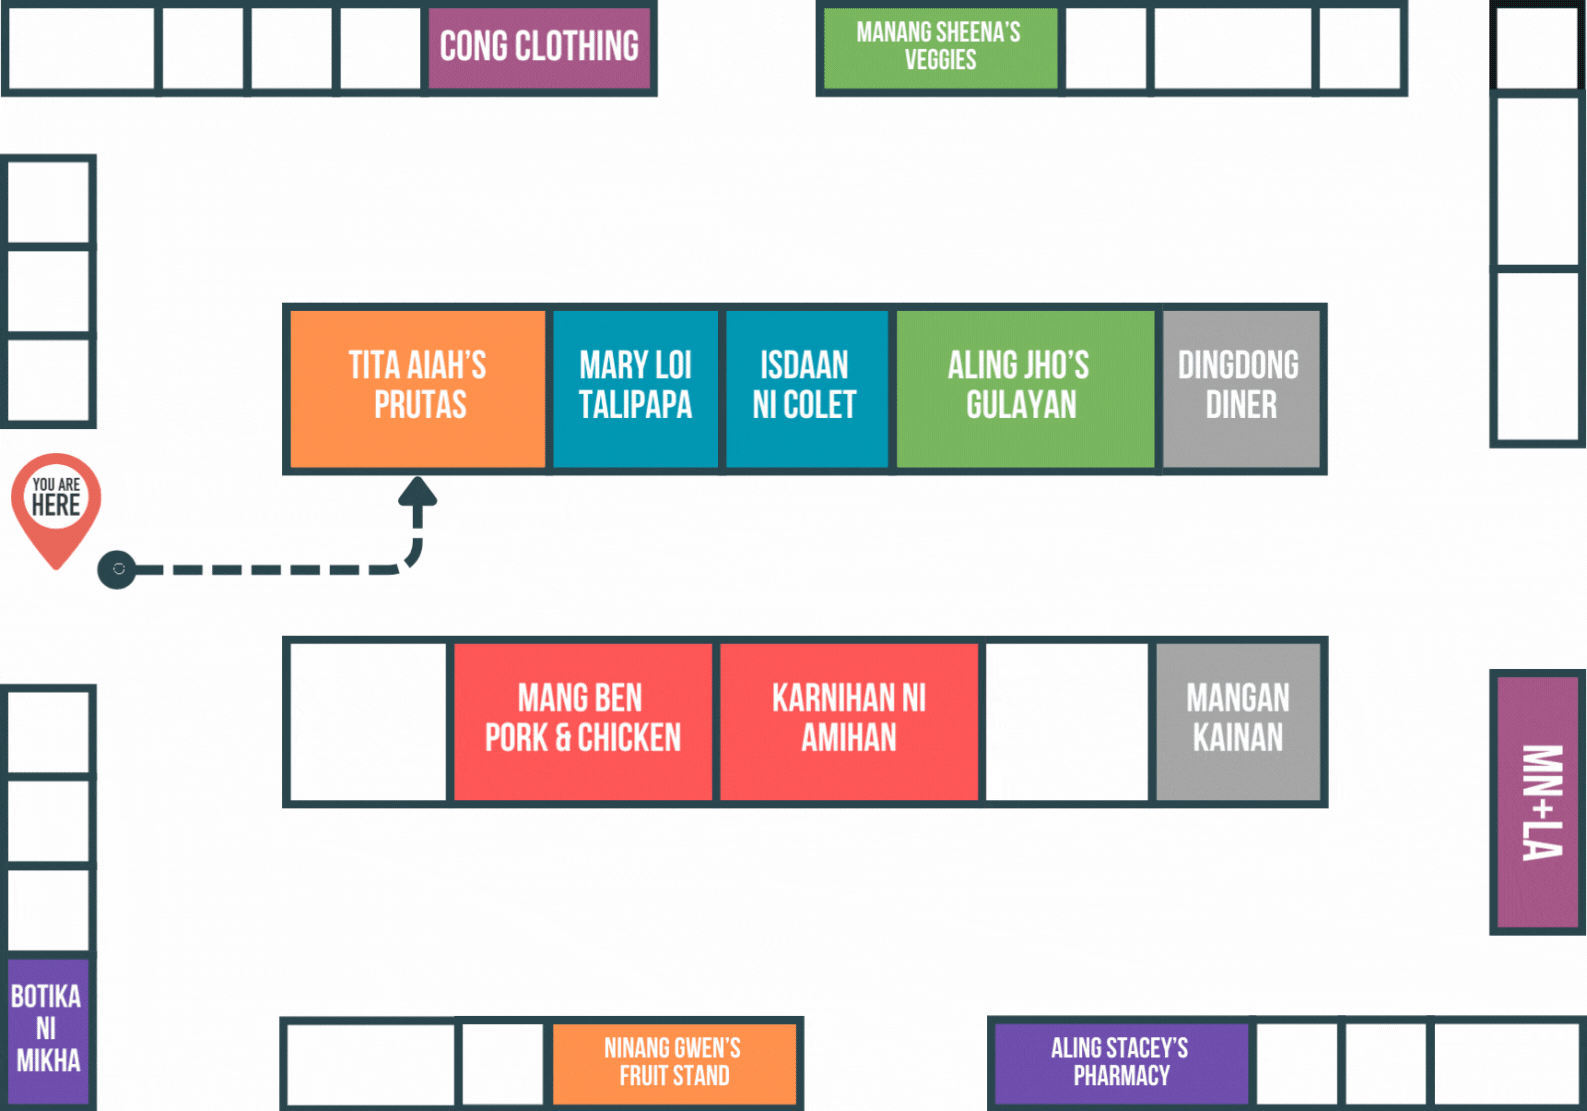 CONG CLOTHING
MANANG SHEENA'S
VEGGIES
TITA AIAH'S
PRUTAS
MARY LOI
TALIPAPA
ISDAAN
NI COLET
ALING JHO'S
GULAYAN
DINGDONG
DINER
YOU ARE
HERE
MANG BEN
PORK & CHICKEN
KARNIHAN NI
AMIHAN
MANGAN
KAINAN
MN+LA
BOTIKA
NI
MIKHA
NINANG GWEN'S
FRUIT STAND
ALING STACEY'S
PHARMACY